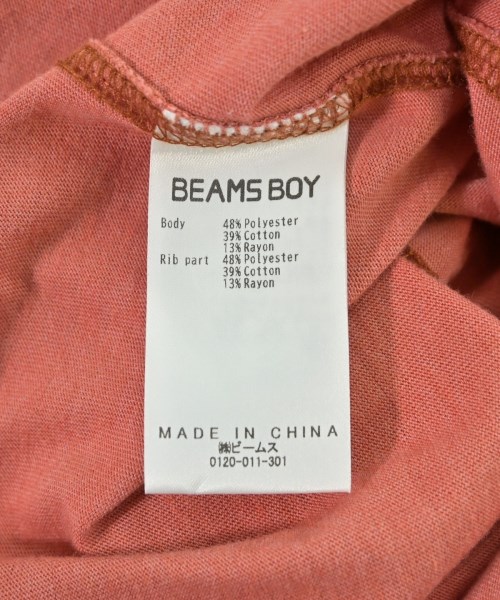 BEAMS BOY
Body 48% Polyester
39% Cotton
13% Rayon
Rib part 48% Polyester
39% Cotton
13% Rayon
MADE IN CHINA
㈱ビームス
0120-011-301